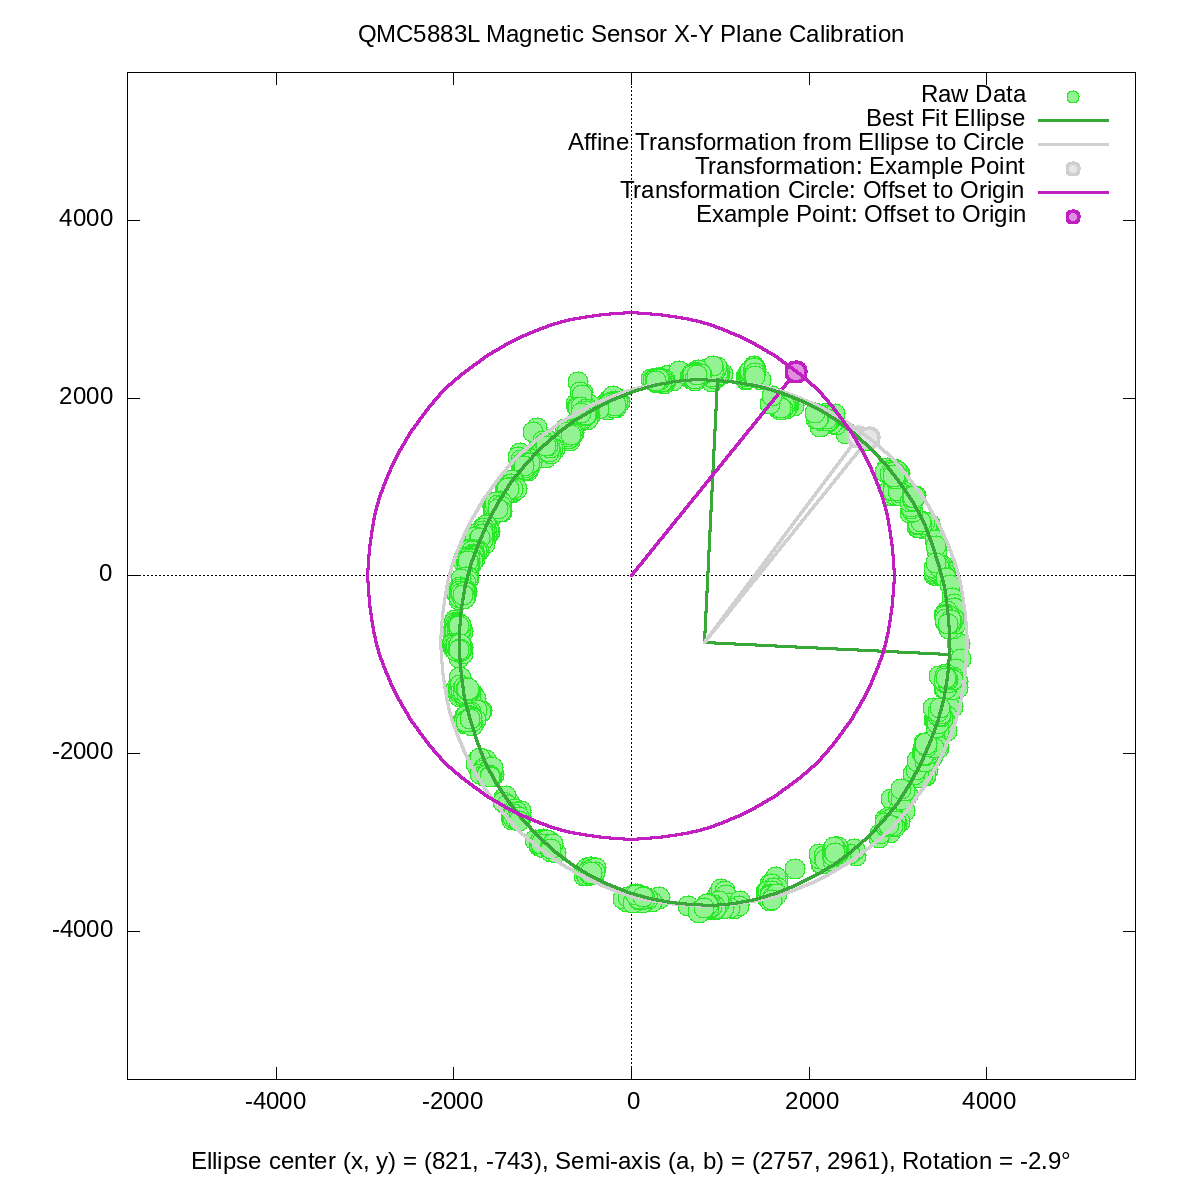 QMC5883L Magnetic Sensor X-Y Plane Calibration
Raw Data
Best Fit Ellipse
Affine Transformation from Ellipse to Circle
Transformation: Example Point
Transformation Circle: Offset to Origin
Example Point: Offset to Origin
4000
2000
0
-2000
-4000
-4000 -2000 0 2000 4000
Ellipse center (x, y) = (821, -743), Semi-axis (a, b) = (2757, 2961), Rotation = -2.9°